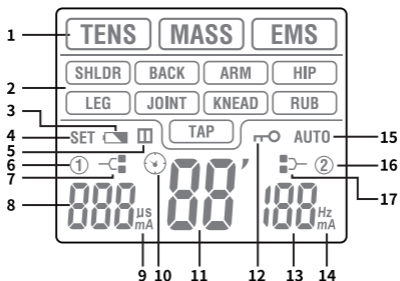 1 TENS MASS EMS
2 SHLDR BACK ARM HIP
3 LEG JOINT KNEAD RUB
4 SET TAP AUTO 15
5
6 1 2 16
7 17
8 888 µs mA 88' 188 Hz mA
9 10 11 12 13 14